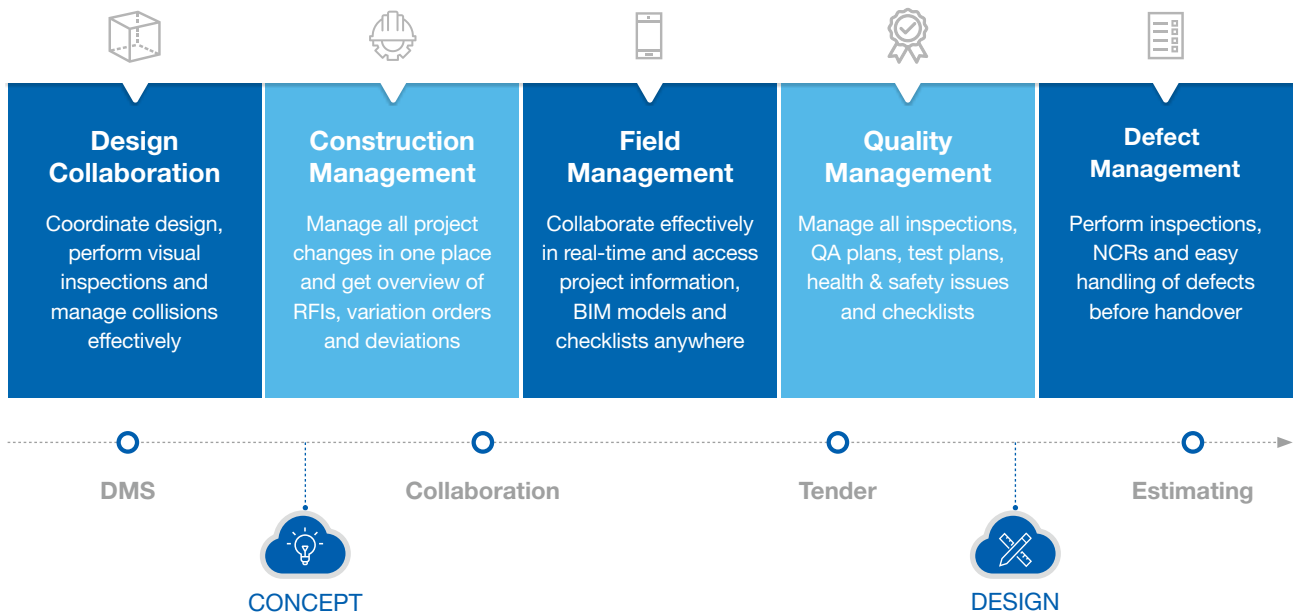 Design
Collaboration
Coordinate design,
perform visual
inspections and
manage collisions
effectively
Construction
Management
Manage all project
changes in one place
and get overview of
RFIs, variation orders
and deviations
Field
Management
Collaborate effectively
in real-time and access
project information,
BIM models and
checklists anywhere
Quality
Management
Manage all inspections,
QA plans, test plans,
health & safety issues
and checklists
Defect
Management
Perform inspections,
NCRs and easy
handling of defects
before handover
DMS
Collaboration
Tender
Estimating
CONCEPT
DESIGN